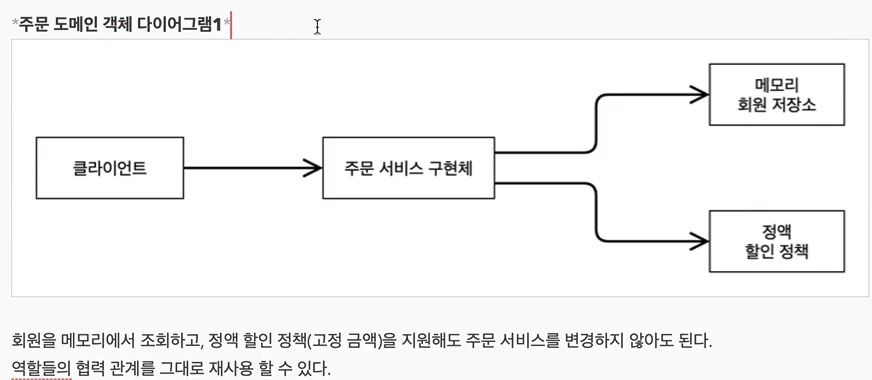 *주문 도메인 객체 다이어그램1*
클라이언트
주문 서비스 구현체
메모리
회원 저장소
정액
할인 정책
회원을 메모리에서 조회하고, 정액 할인 정책(고정 금액)을 지원해도 주문 서비스를 변경하지 않아도 된다.
역할들의 협력 관계를 그대로 재사용 할 수 있다.